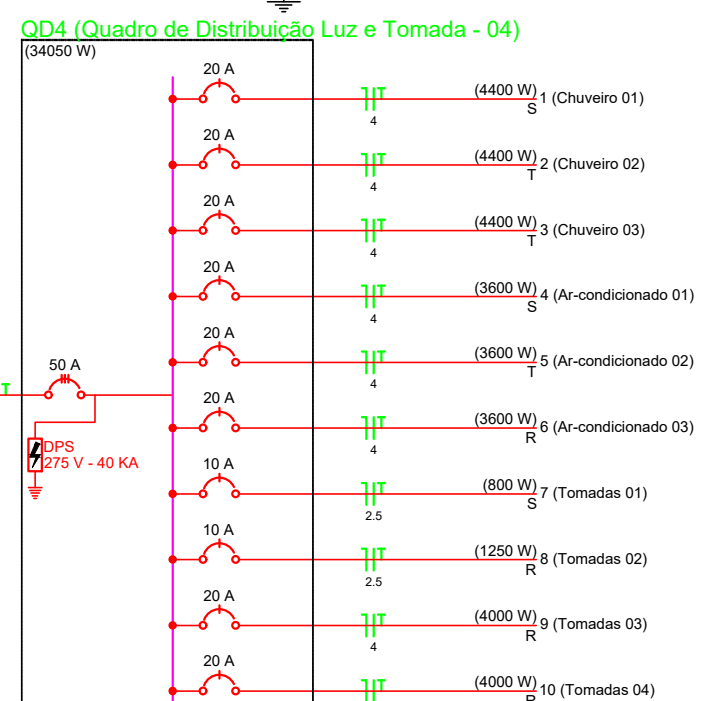 QD4 (Quadro de Distribuição Luz e Tomada - 04)
(34050 W)
20 A
4
(4400 W)
S
1 (Chuveiro 01)
20 A
4
(4400 W)
T
2 (Chuveiro 02)
20 A
4
(4400 W)
T
3 (Chuveiro 03)
20 A
4
(3600 W)
S
4 (Ar-condicionado 01)
20 A
4
(3600 W)
T
5 (Ar-condicionado 02)
50 A
20 A
4
(3600 W)
R
6 (Ar-condicionado 03)
DPS
275 V - 40 KA
10 A
2.5
(800 W)
S
7 (Tomadas 01)
10 A
2.5
(1250 W)
R
8 (Tomadas 02)
20 A
4
(4000 W)
R
9 (Tomadas 03)
20 A
(4000 W)
R
10 (Tomadas 04)